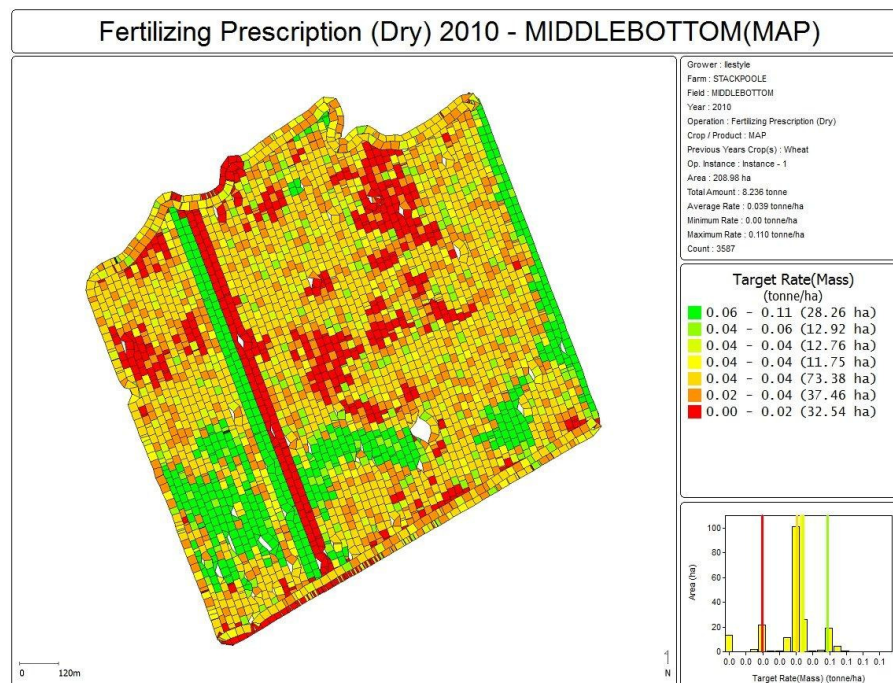 Fertilizing Prescription (Dry) 2010 - MIDDLEBOTTOM(MAP)
Grower : Ilestyle
Farm : STACKPOOLE
Field : MIDDLEBOTTOM
Year : 2010
Operation : Fertilizing Prescription (Dry)
Crop / Product : MAP
Previous Years Crop(s) : Wheat
Op. Instance : Instance - 1
Area : 208.98 ha
Total Amount : 8.236 tonne
Average Rate : 0.039 tonne/ha
Minimum Rate : 0.00 tonne/ha
Maximum Rate : 0.110 tonne/ha
Count : 3587
Target Rate(Mass)
(tonne/ha)
0.06 - 0.11 (28.26 ha)
0.04 - 0.06 (12.92 ha)
0.04 - 0.04 (12.76 ha)
0.04 - 0.04 (11.75 ha)
0.04 - 0.04 (73.38 ha)
0.02 - 0.04 (37.46 ha)
0.00 - 0.02 (32.54 ha)
100
80
60
40
20
0
Area (ha)
0.0 0.0 0.0 0.0 0.0 0.0 0.1 0.1 0.1 0.1
Target Rate(Mass) (tonne/ha)
0 120m
N